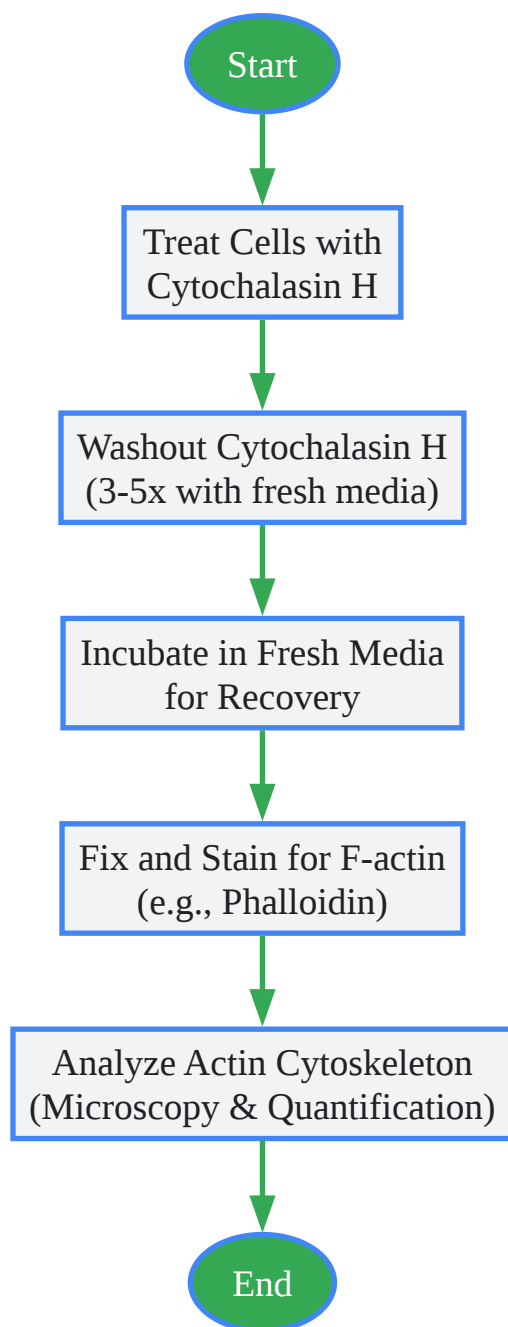 Start
Treat Cells with
Cytochalasin H
Washout Cytochalasin H
(3-5x with fresh media)
Incubate in Fresh Media
for Recovery
Fix and Stain for F-actin
(e.g., Phalloidin)
Analyze Actin Cytoskeleton
(Microscopy & Quantification)
End